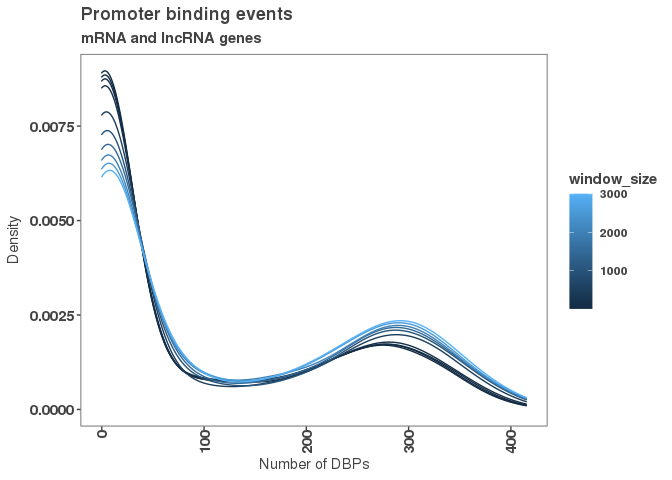 Promoter binding events
mRNA and lncRNA genes
0.0075
0.0050
0.0025
0.0000
Density
0
100
200
300
400
Number of DBPs
window_size
3000
2000
1000